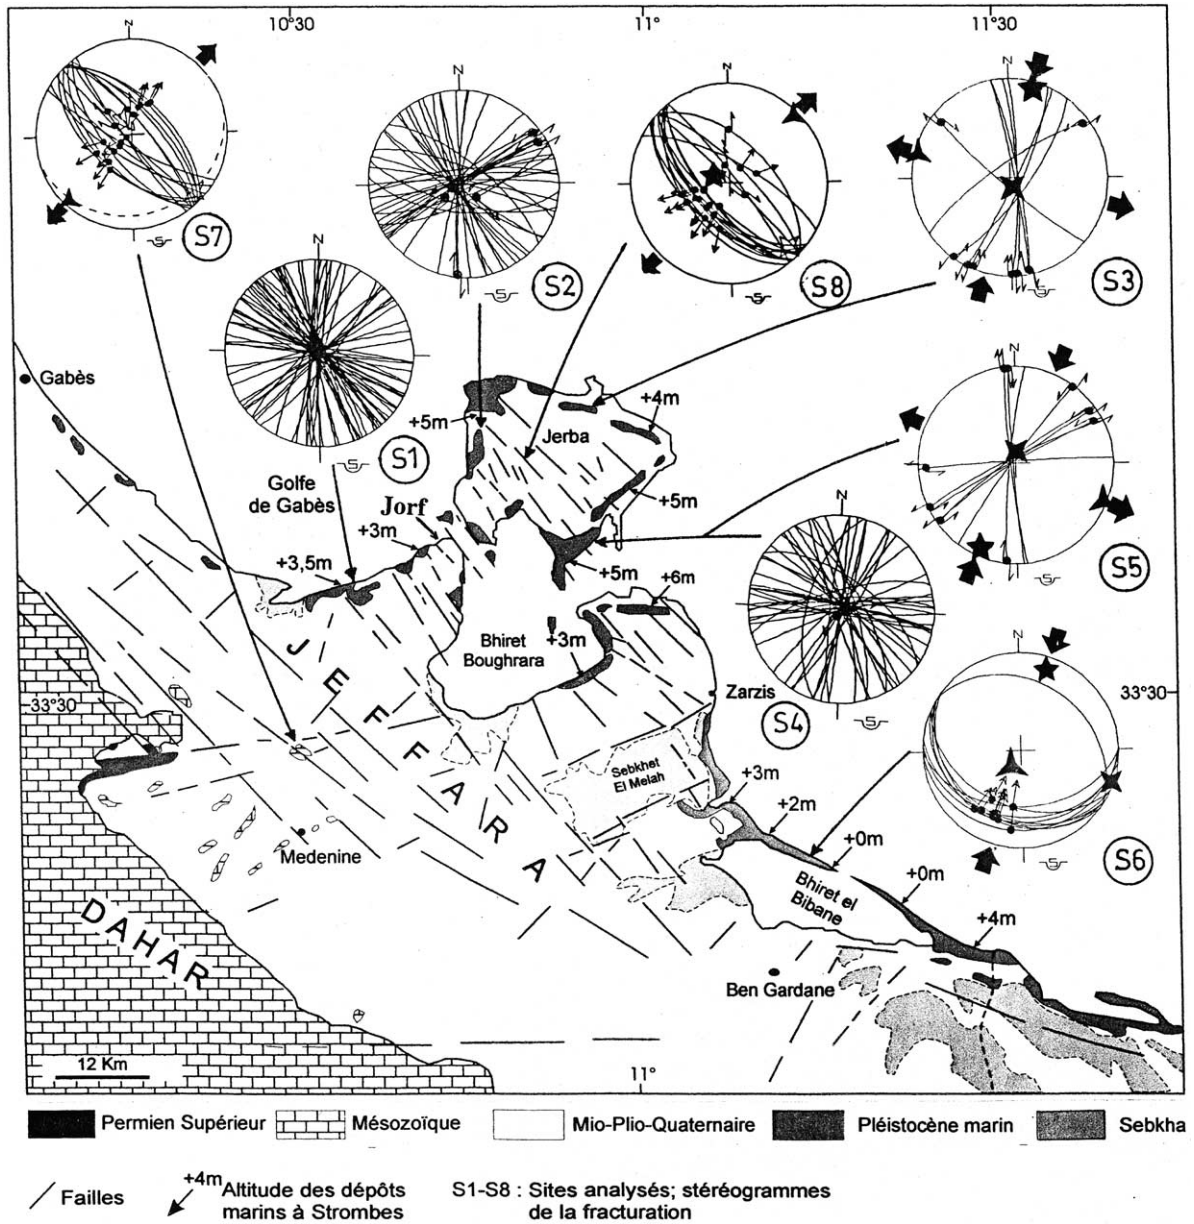 10°30
11°
11°30
N
N
N
N
S7
S2
S8
S3
N
S1
N
S5
Gabès
+5m
+4m
Jerba
Golfe
de Gabès
Jorf
+5m
+3m
N
+3,5m
+5m
+6m
Bhiret
Boughrara
+3m
N
JEFFARA
33°30
Zarzis
S4
33°30
Sebkhet
El Melah
+3m
+2m
+0m
S6
Medenine
+0m
Bhiret el
Bibane
+4m
DAHAR
Ben Gardane
12 Km
11°
Permien Supérieur
Mésozoïque
Mio-Plio-Quaternaire
Pléistocène marin
Sebkha
Failles
+4m
Altitude des dépôts
marins à Strombes
S1-S8 : Sites analysés; stéréogrammes
de la fracturation